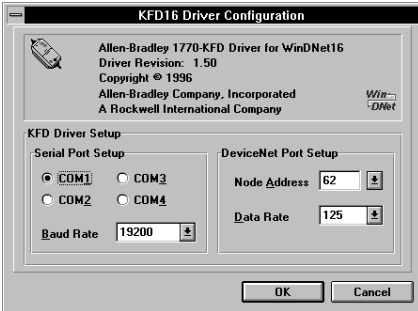 KFD16 Driver Configuration
Allen-Bradley 1770-KFD Driver for WinDNet16
Driver Revision: 1.50
Copyright © 1996
Allen-Bradley Company, Incorporated
A Rockwell International Company
Win-
DNet
KFD Driver Setup
Serial Port Setup
COM1
COM3
COM2
COM4
Baud Rate
19200
DeviceNet Port Setup
Node Address
62
Data Rate
125
OK
Cancel